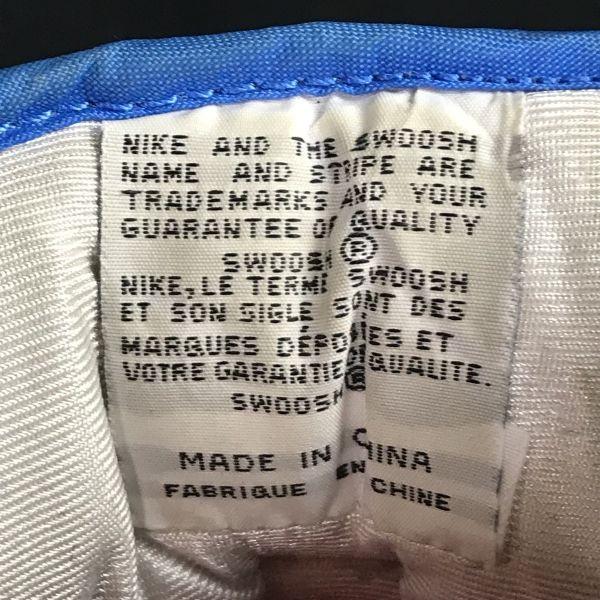 NIKE AND THE SWOOSH
NAME AND STRIPE ARE
TRADEMARKS AND YOUR
GUARANTEE OF QUALITY
SWOOSH ®
NIKE, LE TERME SWOOSH
ET SON SIGLE SONT DES
MARQUES DÉPOSÉES ET
VOTRE GARANTIE QUALITE.
SWOOSH ®
MADE IN CHINA
FABRIQUE EN CHINE